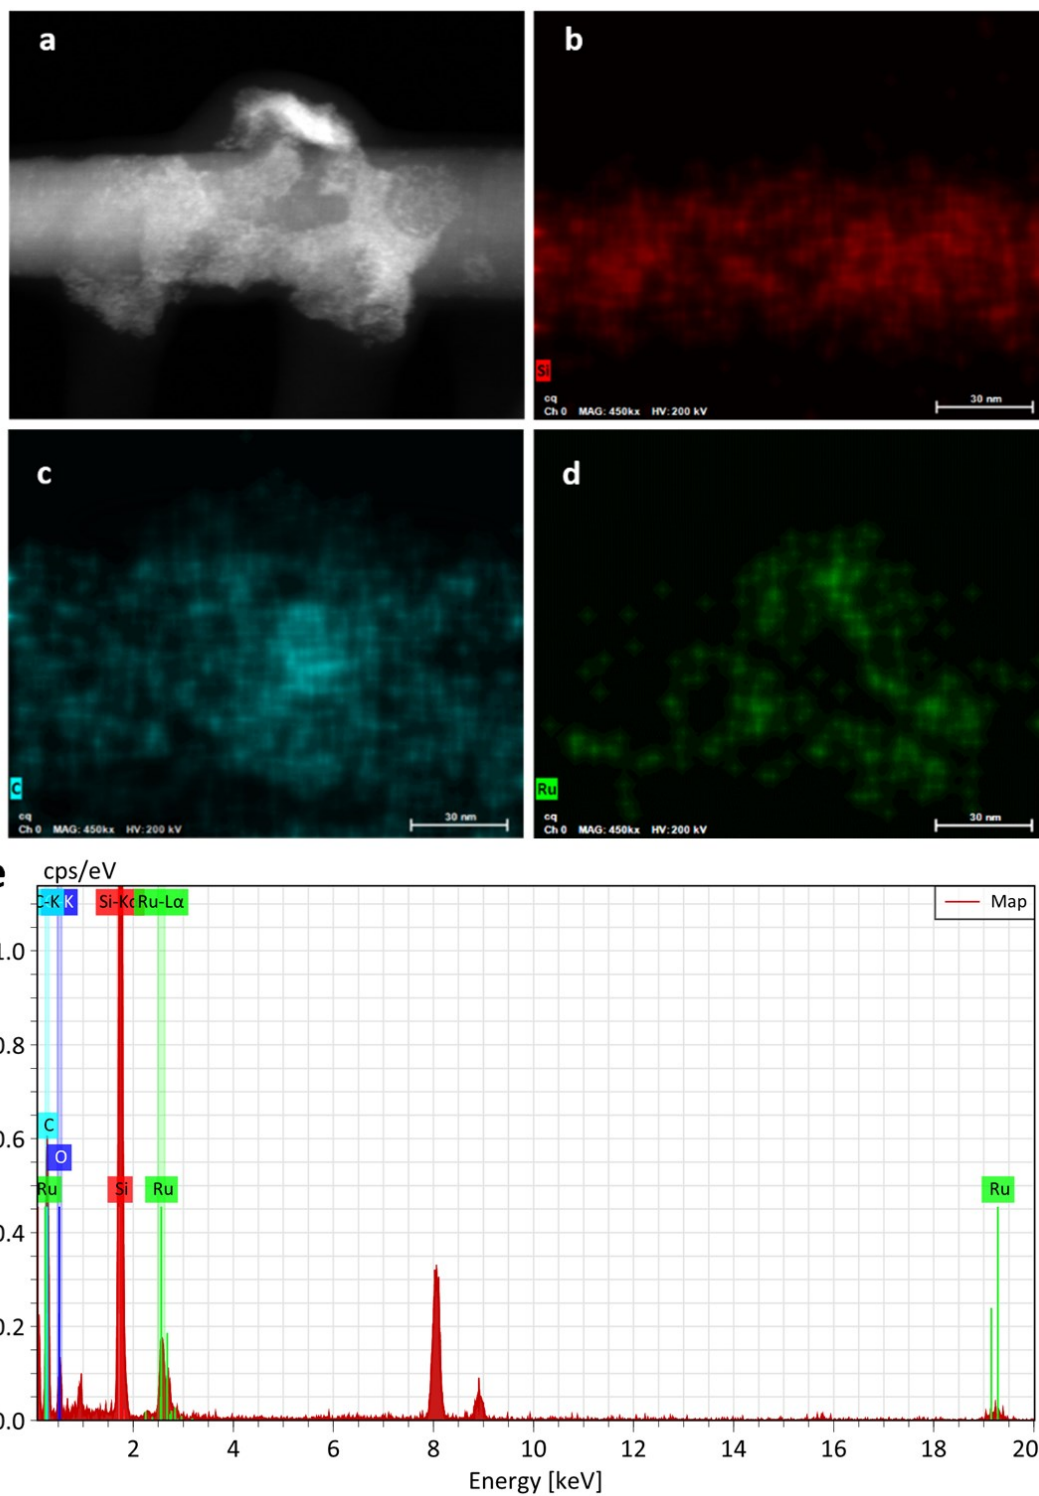 a
b
Si
cq
Ch 0 MAG: 450kx HV: 200 kV
30 nm
c
C
cq
Ch 0 MAG: 450kx HV: 200 kV
30 nm
d
Ru
cq
Ch 0 MAG: 450kx HV: 200 kV
30 nm
e
cps/eV
C-K K Si-Kα Ru-Lα
Map
1.0
0.8
0.6
0.4
0.2
0.0
C
O
Ru Si Ru Ru
2 4 6 8 10 12 14 16 18 20
Energy [keV]